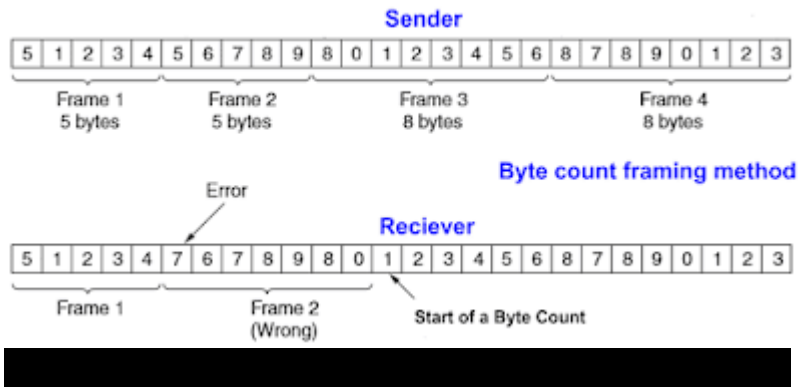 Sender
5 1 2 3 4 5 6 7 8 9 8 0 1 2 3 4 5 6 8 7 8 9 0 1 2 3
Frame 1 Frame 2 Frame 3 Frame 4
5 bytes 5 bytes 8 bytes 8 bytes
Byte count framing method
Error
Reciever
5 1 2 3 4 7 6 7 8 9 8 0 1 2 3 4 5 6 8 7 8 9 0 1 2 3
Frame 1 Frame 2 Start of a Byte Count
(Wrong)